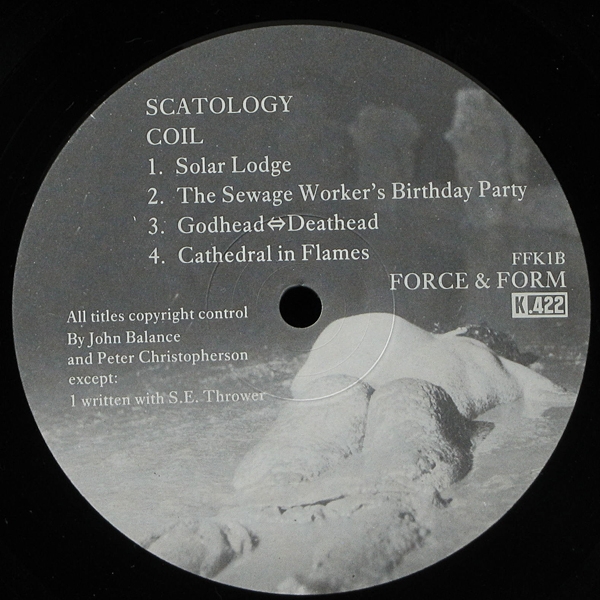 SCATOLOGY
COIL
1. Solar Lodge
2. The Sewage Worker's Birthday Party
3. Godhead⇔Deathead
4. Cathedral in Flames
FFK1B
FORCE & FORM
K.422
All titles copyright control
By John Balance
and Peter Christopherson
except:
1 written with S.E. Thrower